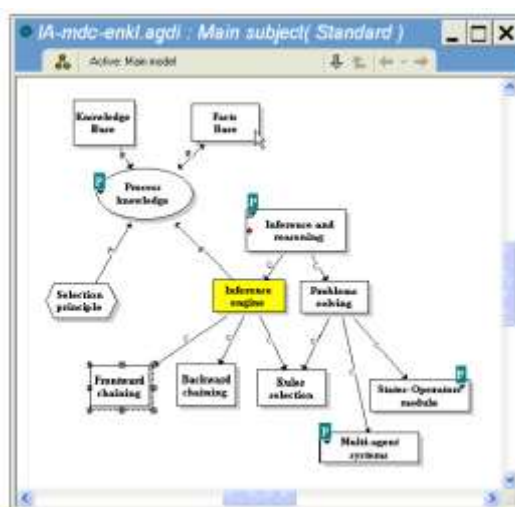 IA-mdc-enkl.agdi : Main subject( Standard )
Active: Main model
Knowledge
Base
Facts
Base
P
Process
knowledge
P
Inference and
reasoning
Selection
principle
Inference
engine
Problems
solving
Frontward
chaining
Backward
chaining
Rules
selection
P
States-Operators
module
P
Multi-agent
systems